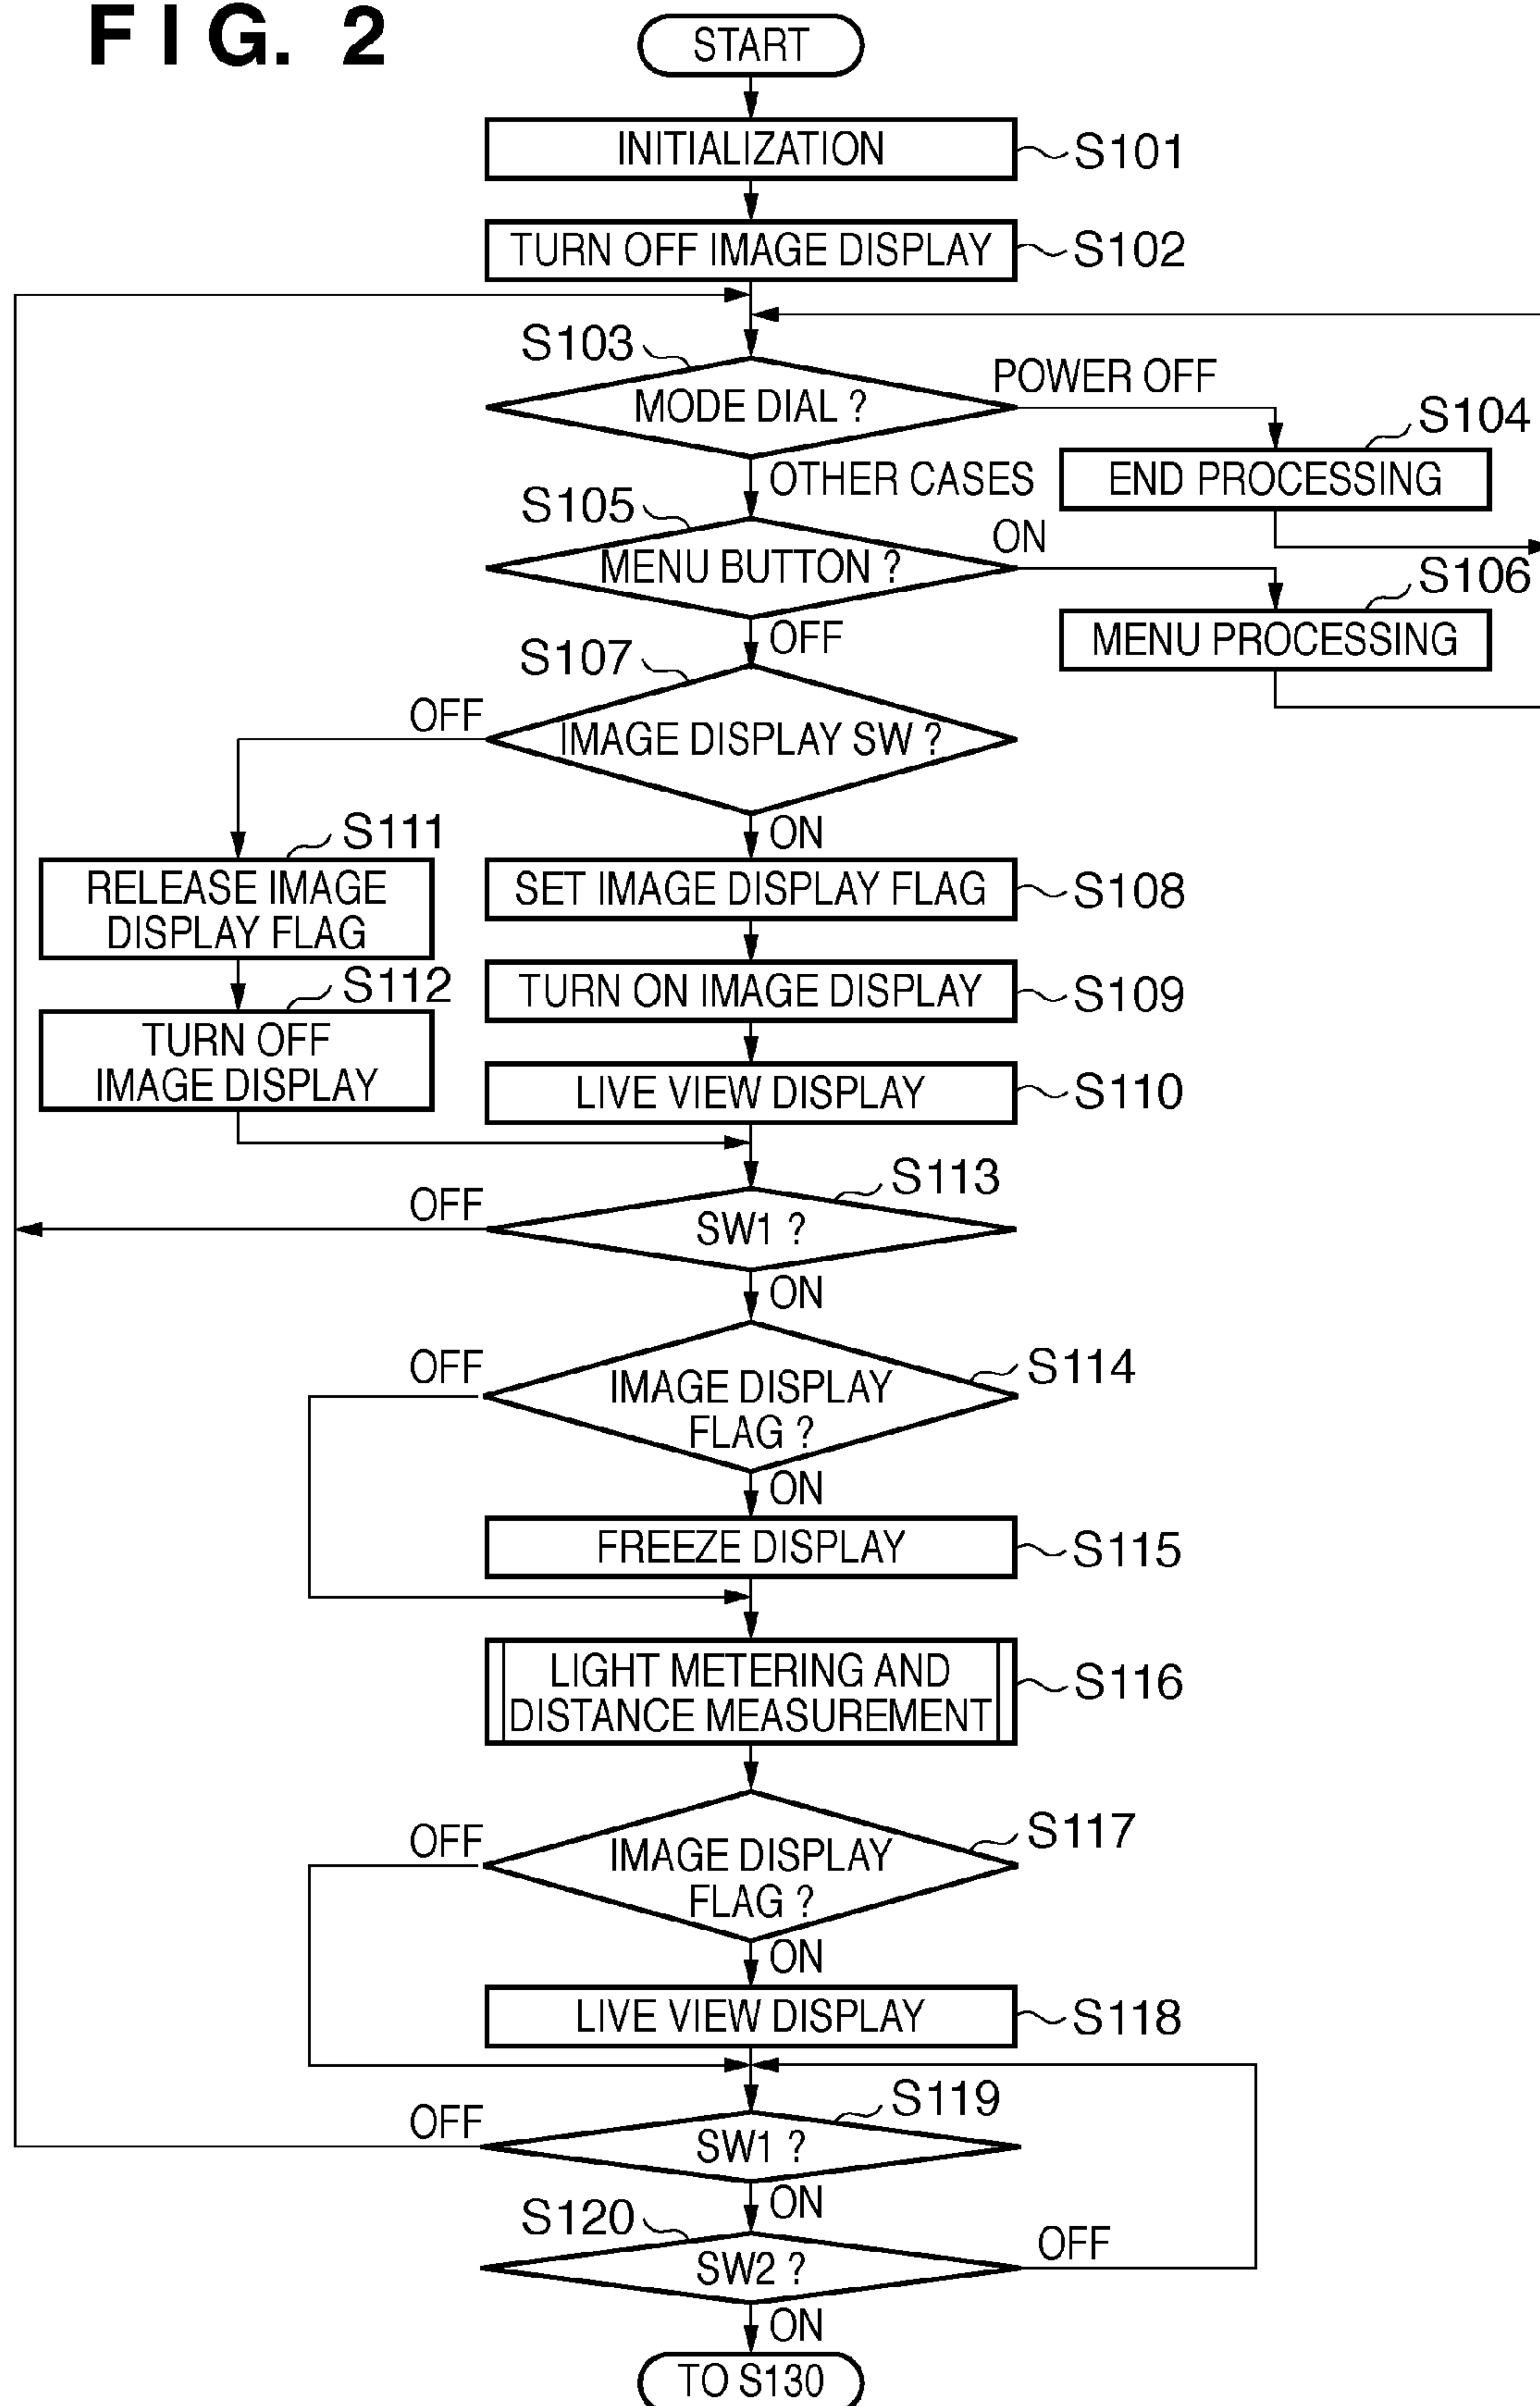 FIG. 2
START
INITIALIZATION
S101
TURN OFF IMAGE DISPLAY
S102
S103
MODE DIAL ?
POWER OFF
S104
END PROCESSING
OTHER CASES
S105
MENU BUTTON ?
ON
S106
MENU PROCESSING
OFF
S107
IMAGE DISPLAY SW ?
OFF
ON
S111
RELEASE IMAGE
DISPLAY FLAG
SET IMAGE DISPLAY FLAG
S108
S112
TURN OFF
IMAGE DISPLAY
TURN ON IMAGE DISPLAY
S109
LIVE VIEW DISPLAY
S110
S113
OFF
SW1 ?
ON
OFF
S114
IMAGE DISPLAY
FLAG ?
ON
FREEZE DISPLAY
S115
LIGHT METERING AND
DISTANCE MEASUREMENT
S116
OFF
S117
IMAGE DISPLAY
FLAG ?
ON
LIVE VIEW DISPLAY
S118
S119
OFF
SW1 ?
ON
S120
SW2 ?
OFF
ON
TO S130